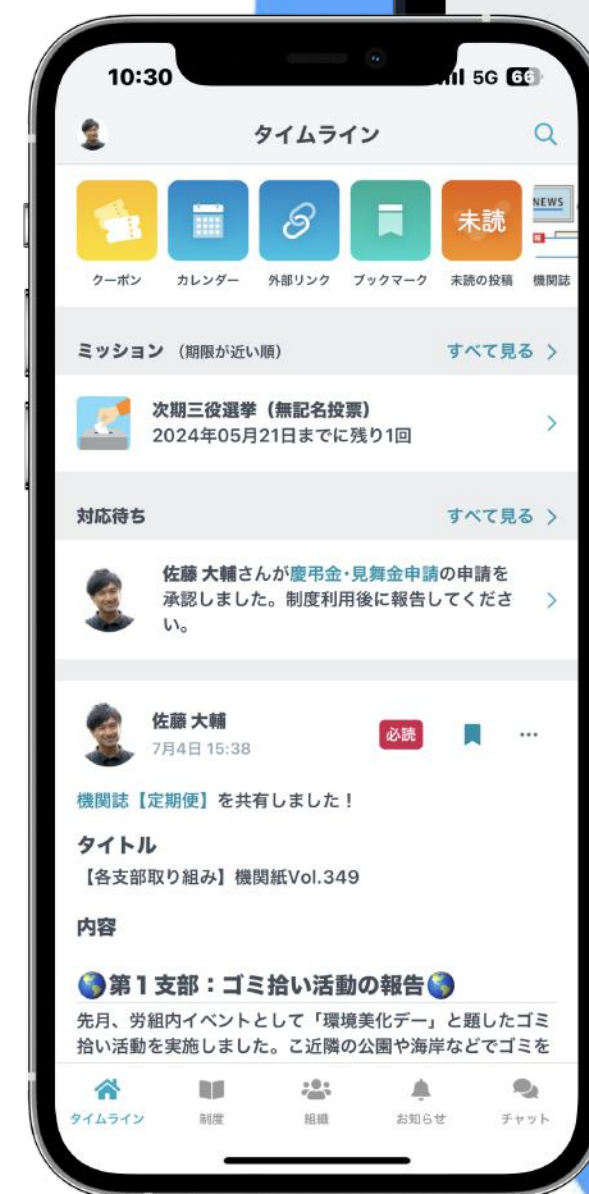 10:30
5G 66
タイムライン
未読
NEWS
クーポン カレンダー 外部リンク ブックマーク 未読の投稿 機関誌
ミッション （期限が近い順） すべて見る
次期三役選挙（無記名投票）
2024年05月21日までに残り1回
対応待ち すべて見る
佐藤 大輔さんが慶弔金・見舞金申請の申請を
承認しました。制度利用後に報告してくださ
い。
佐藤 大輔 必読
7月4日 15:38
機関誌【定期便】を共有しました！
タイトル
【各支部取り組み】機関紙Vol.349
内容
🌎第１支部：ゴミ拾い活動の報告🌎
先月、労組内イベントとして「環境美化デー」と題したゴミ
拾い活動を実施しました。こ近隣の公園や海岸などでゴミを
タイムライン 制度 組織 お知らせ チャット